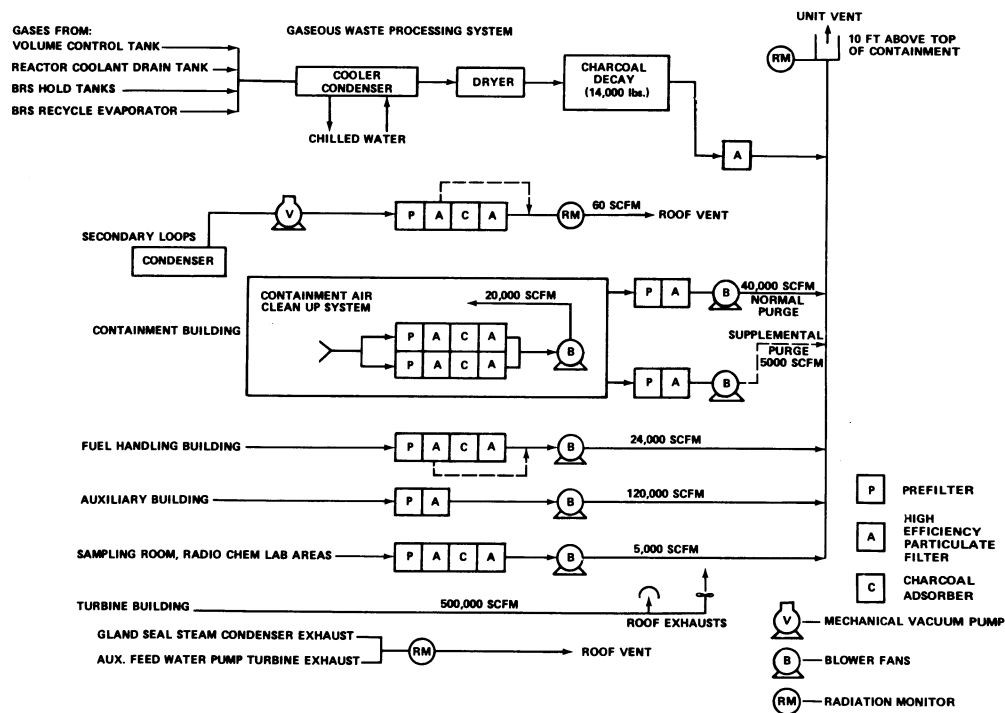 GASES FROM:
VOLUME CONTROL TANK
REACTOR COOLANT DRAIN TANK
BRS HOLD TANKS
BRS RECYCLE EVAPORATOR
GASEOUS WASTE PROCESSING SYSTEM
COOLER
CONDENSER
CHILLED WATER
DRYER
CHARCOAL
DECAY
(14,000 lbs.)
A
UNIT VENT
10 FT ABOVE TOP
OF CONTAINMENT
RM
SECONDARY LOOPS
CONDENSER
V
P A C A
RM
60 SCFM
ROOF VENT
CONTAINMENT BUILDING
CONTAINMENT AIR
CLEAN UP SYSTEM
20,000 SCFM
P A C A
P A C A
B
P A
B
40,000 SCFM
NORMAL
PURGE
SUPPLEMENTAL
PURGE
5000 SCFM
P A
B
FUEL HANDLING BUILDING
P A C A
B
24,000 SCFM
AUXILIARY BUILDING
P A
B
120,000 SCFM
SAMPLING ROOM, RADIO CHEM LAB AREAS
P A C A
B
5,000 SCFM
TURBINE BUILDING
500,000 SCFM
ROOF EXHAUSTS
GLAND SEAL STEAM CONDENSER EXHAUST
AUX. FEED WATER PUMP TURBINE EXHAUST
RM
ROOF VENT
P PREFILTER
A HIGH
EFFICIENCY
PARTICULATE
FILTER
C CHARCOAL
ADSORBER
V MECHANICAL VACUUM PUMP
B BLOWER FANS
RM RADIATION MONITOR